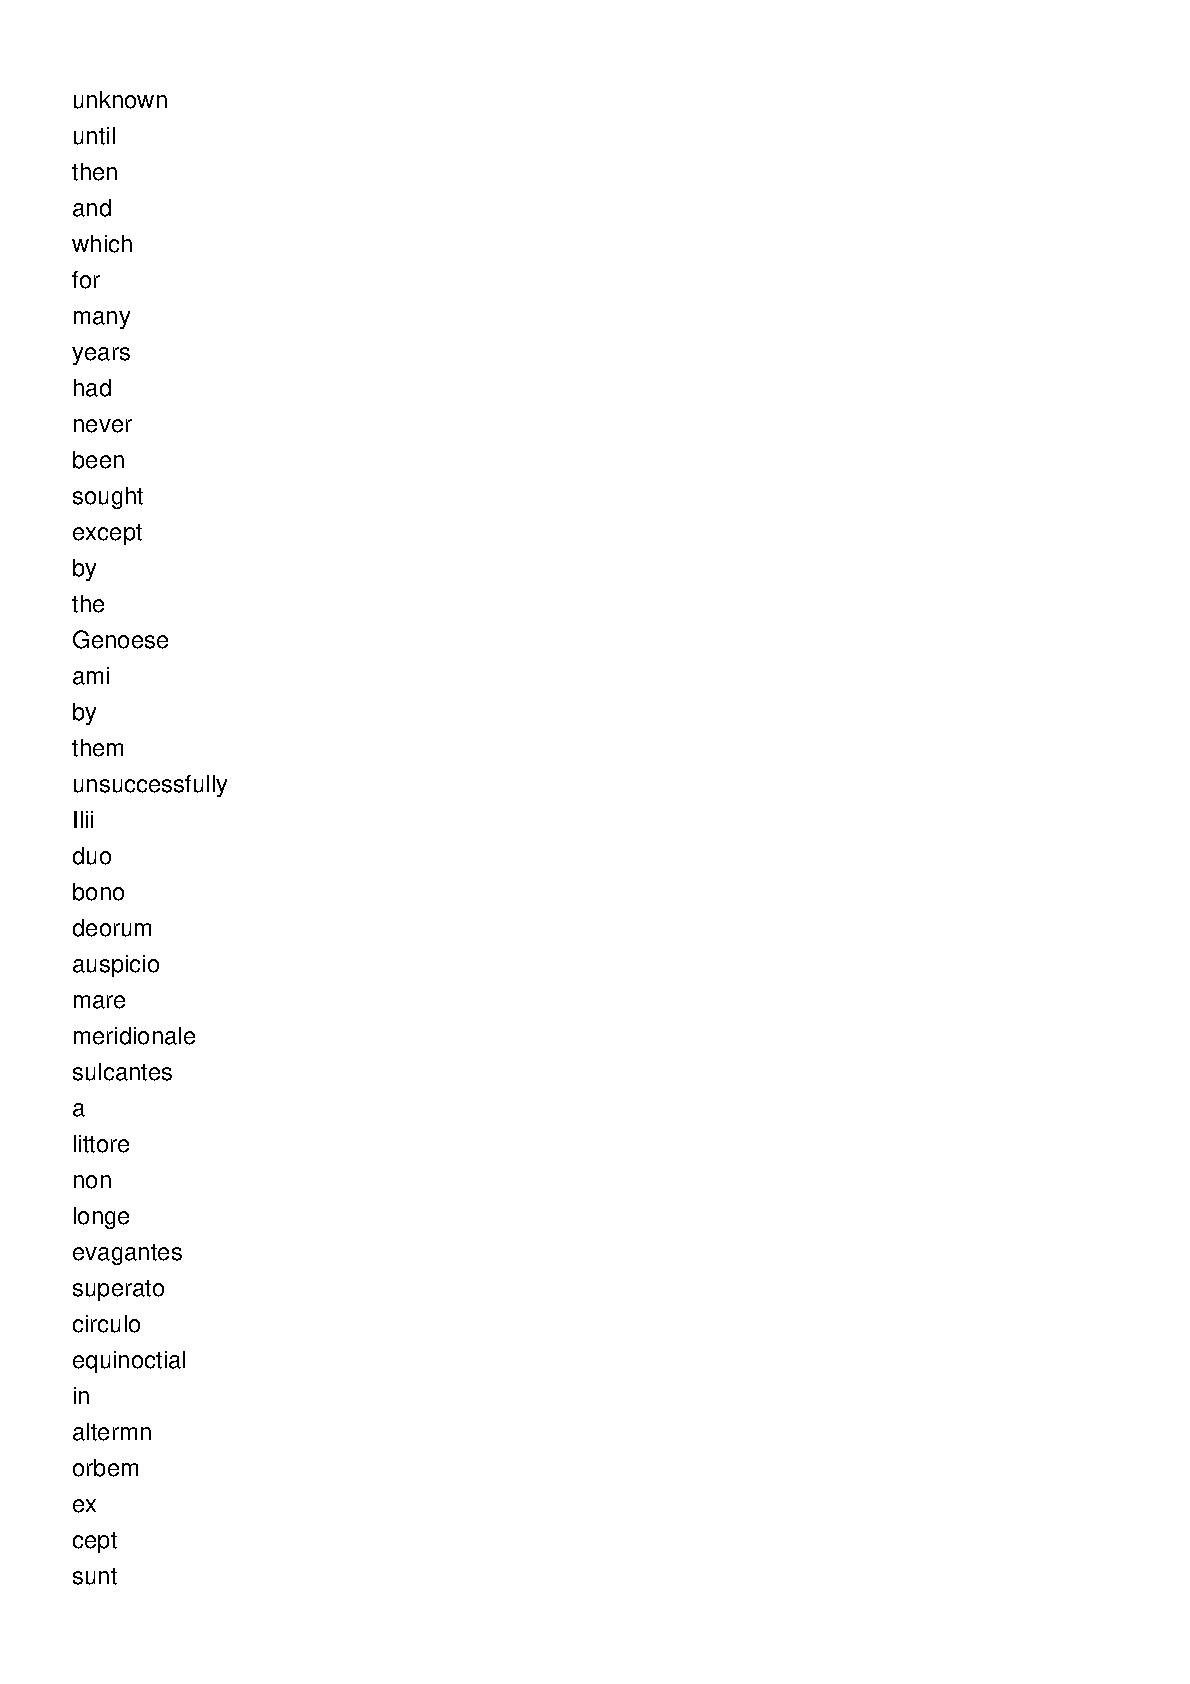 unknown
until
then
and
which
for
many
years
had
never
been
sought
except
by
the
Genoese
ami
by
them
unsuccessfully
Ilii
duo
bono
deorum
auspicio
mare
meridionale
sulcantes
a
littore
non
longe
evagantes
superato
circulo
equinoctial
in
altermn
orbem
ex
cept
sunt